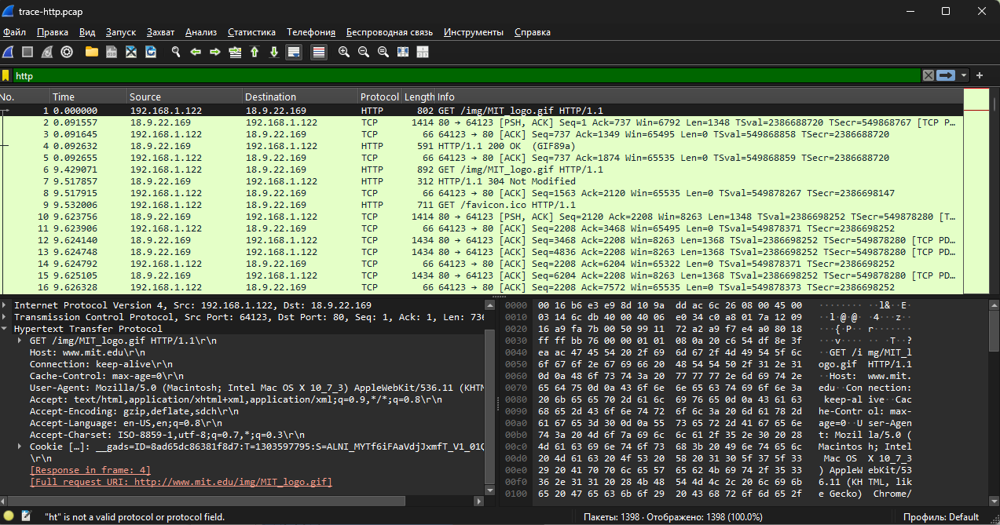 trace-http.pcap
Файл Правка Вид Запуск Захват Анализ Статистика Телефония Беспроводная связь Инструменты Справка
http
No. Time Source Destination Protocol Length Info
1 0.000000 192.168.1.122 18.9.22.169 HTTP 802 GET /img/MIT_logo.gif HTTP/1.1
2 0.091557 18.9.22.169 192.168.1.122 TCP 1414 80 → 64123 [PSH, ACK] Seq=1 Ack=737 Win=6792 Len=1348 TSval=2386688720 TSecr=549868767 [TCP P…
3 0.091645 192.168.1.122 18.9.22.169 TCP 66 64123 → 80 [ACK] Seq=737 Ack=1349 Win=65495 Len=0 TSval=549868858 TSecr=2386688720
4 0.092632 18.9.22.169 192.168.1.122 HTTP 591 HTTP/1.1 200 OK (GIF89a)
5 0.092655 192.168.1.122 18.9.22.169 TCP 66 64123 → 80 [ACK] Seq=737 Ack=1874 Win=65535 Len=0 TSval=549868859 TSecr=2386688720
6 9.429071 192.168.1.122 18.9.22.169 HTTP 892 GET /img/MIT_logo.gif HTTP/1.1
7 9.517857 18.9.22.169 192.168.1.122 HTTP 312 HTTP/1.1 304 Not Modified
8 9.517915 192.168.1.122 18.9.22.169 TCP 66 64123 → 80 [ACK] Seq=1563 Ack=2120 Win=65535 Len=0 TSval=549878267 TSecr=2386698147
9 9.532006 192.168.1.122 18.9.22.169 HTTP 711 GET /favicon.ico HTTP/1.1
10 9.623756 18.9.22.169 192.168.1.122 TCP 1414 80 → 64123 [PSH, ACK] Seq=2120 Ack=2208 Win=8263 Len=1348 TSval=2386698252 TSecr=549878280 [T…
11 9.623906 192.168.1.122 18.9.22.169 TCP 66 64123 → 80 [ACK] Seq=2208 Ack=3468 Win=65495 Len=0 TSval=549878371 TSecr=2386698252
12 9.624140 18.9.22.169 192.168.1.122 TCP 1434 80 → 64123 [ACK] Seq=3468 Ack=2208 Win=8263 Len=1368 TSval=2386698252 TSecr=549878280 [TCP PD…
13 9.624748 18.9.22.169 192.168.1.122 TCP 1434 80 → 64123 [ACK] Seq=4836 Ack=2208 Win=8263 Len=1368 TSval=2386698252 TSecr=549878280 [TCP PD…
14 9.624792 192.168.1.122 18.9.22.169 TCP 66 64123 → 80 [ACK] Seq=2208 Ack=6204 Win=65322 Len=0 TSval=549878371 TSecr=2386698252
15 9.625105 18.9.22.169 192.168.1.122 TCP 1434 80 → 64123 [ACK] Seq=6204 Ack=2208 Win=8263 Len=1368 TSval=2386698252 TSecr=549878280 [TCP PD…
16 9.626328 192.168.1.122 18.9.22.169 TCP 66 64123 → 80 [ACK] Seq=2208 Ack=7572 Win=65535 Len=0 TSval=549878373 TSecr=2386698252
Internet Protocol Version 4, Src: 192.168.1.122, Dst: 18.9.22.169
Transmission Control Protocol, Src Port: 64123, Dst Port: 80, Seq: 1, Ack: 1, Len: 736
Hypertext Transfer Protocol
GET /img/MIT_logo.gif HTTP/1.1\r\n
Host: www.mit.edu\r\n
Connection: keep-alive\r\n
Cache-Control: max-age=0\r\n
User-Agent: Mozilla/5.0 (Macintosh; Intel Mac OS X 10_7_3) AppleWebKit/536.11 (KHTM
Accept: text/html,application/xhtml+xml,application/xml;q=0.9,*/*;q=0.8\r\n
Accept-Encoding: gzip,deflate,sdch\r\n
Accept-Language: en-US,en;q=0.8\r\n
Accept-Charset: ISO-8859-1,utf-8;q=0.7,*;q=0.3\r\n
Cookie […]: __gads=ID=8ad65dc86381f8d7:T=1303597795:S=ALNI_MYTf6iFAaVdjJxmfT_V1_01Q
\r\n
[Response in frame: 4]
[Full request URI: http://www.mit.edu/img/MIT_logo.gif]
0000 00 16 b6 e3 e9 8d 10 9a dd ac 6c 26 08 00 45 00 ········ ··l&··E·
0010 03 14 6c db 40 00 40 06 e0 34 c0 a8 01 7a 12 09 ··l·@·@· ·4···z··
0020 16 a9 fa 7b 00 50 99 11 72 a2 a9 f7 e4 a0 80 18 ···{·P·· r·······
0030 ff ff bb 76 00 00 01 01 08 0a 20 c6 54 df 8e 3f ···v···· ·· ·T··?
0040 ea ac 47 45 54 20 2f 69 6d 67 2f 4d 49 54 5f 6c ··GET /i mg/MIT_l
0050 6f 67 6f 2e 67 69 66 20 48 54 54 50 2f 31 2e 31 ogo.gif HTTP/1.1
0060 0d 0a 48 6f 73 74 3a 20 77 77 77 2e 6d 69 74 2e ··Host: www.mit.
0070 65 64 75 0d 0a 43 6f 6e 6e 65 63 74 69 6f 6e 3a edu··Con nection:
0080 20 6b 65 65 70 2d 61 6c 69 76 65 0d 0a 43 61 63 keep-al ive··Cac
0090 68 65 2d 43 6f 6e 74 72 6f 6c 3a 20 6d 61 78 2d he-Contr ol: max-
00a0 61 67 65 3d 30 0d 0a 55 73 65 72 2d 41 67 65 6e age=0··U ser-Agen
00b0 74 3a 20 4d 6f 7a 69 6c 6c 61 2f 35 2e 30 20 28 t: Mozil la/5.0 (
00c0 4d 61 63 69 6e 74 6f 73 68 3b 20 49 6e 74 65 6c Macintos h; Intel
00d0 20 4d 61 63 20 4f 53 20 58 20 31 30 5f 37 5f 33 Mac OS X 10_7_3
00e0 29 20 41 70 70 6c 65 57 65 62 4b 69 74 2f 35 33 ) AppleW ebKit/53
00f0 36 2e 31 31 20 28 4b 48 54 4d 4c 2c 20 6c 69 6b 6.11 (KH TML, lik
0100 65 20 47 65 63 6b 6f 29 20 43 68 72 6f 6d 65 2f e Gecko) Chrome/
"ht" is not a valid protocol or protocol field.
Пакеты: 1398 · Отображено: 1398 (100.0%)
Профиль: Default